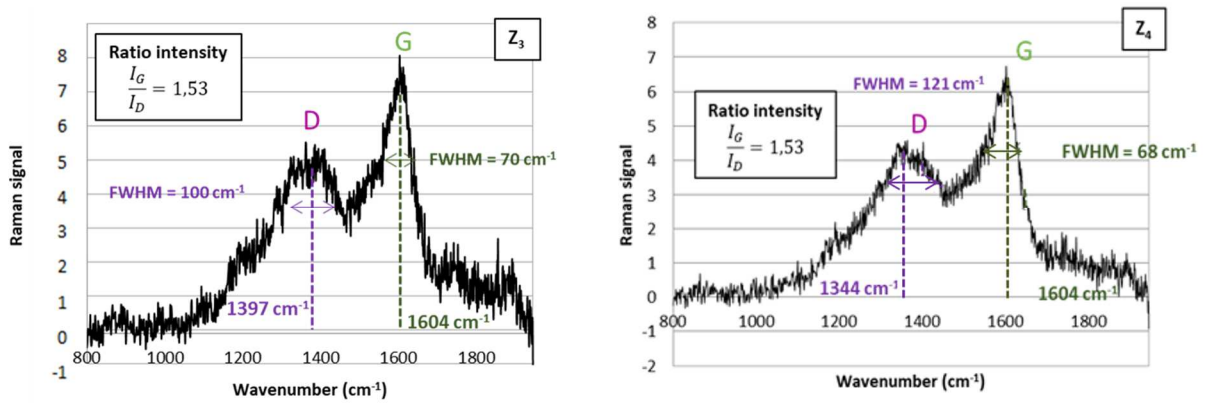 Z3
Ratio intensity
IG
ID
= 1,53
G
D
FWHM = 70 cm-1
FWHM = 100 cm-1
1397 cm-1
1604 cm-1
8
7
6
5
4
3
2
1
0
-1
800 1000 1200 1400 1600 1800
Raman signal
Wavenumber (cm-1)
Z4
Ratio intensity
IG
ID
= 1,53
G
D
FWHM = 121 cm-1
FWHM = 68 cm-1
1344 cm-1
1604 cm-1
8
7
6
5
4
3
2
1
0
-1
-2
800 1000 1200 1400 1600 1800
Raman signal
Wavenumber (cm-1)